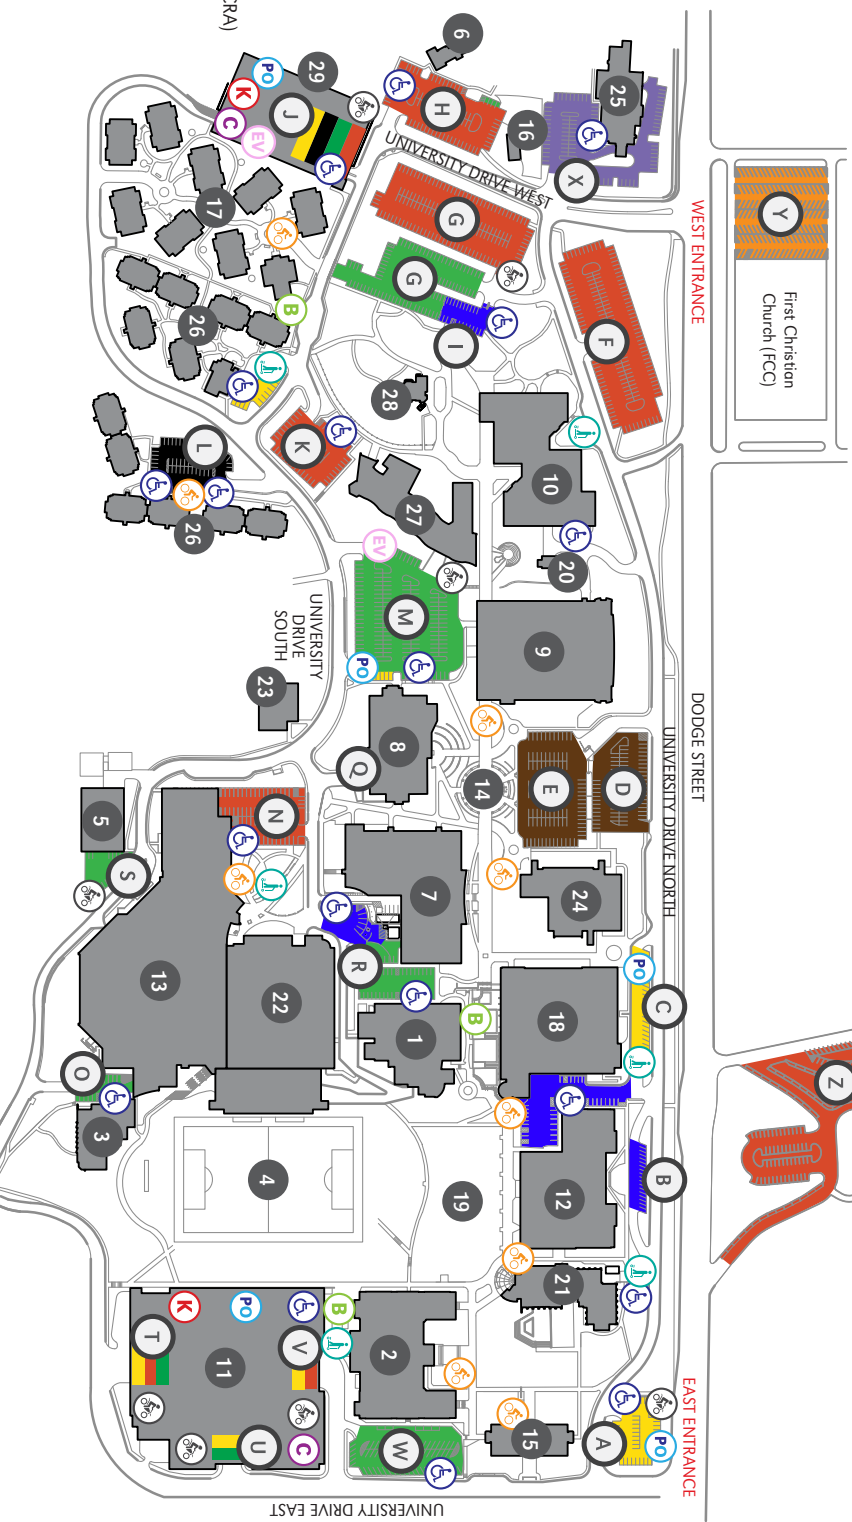 CRA)
6
29
PO
K
J
C
EV
H
25
16
X
UNIVERSITY DRIVE WEST
WEST ENTRANCE
Y
First Christian
Church (FCC)
17
G
G
B
26
I
F
28
K
L
26
10
27
EV
20
M
PO
9
UNIVERSITY
DRIVE
SOUTH
23
DODGE STREET
UNIVERSITY DRIVE NORTH
8
Q
14
E
D
5
N
S
7
24
R
13
22
PO
C
1
B
18
Z
O
3
4
19
12
B
21
K
PO
B
T
V
11
2
U
C
W
15
A
PO
EAST ENTRANCE
UNIVERSITY DRIVE EAST